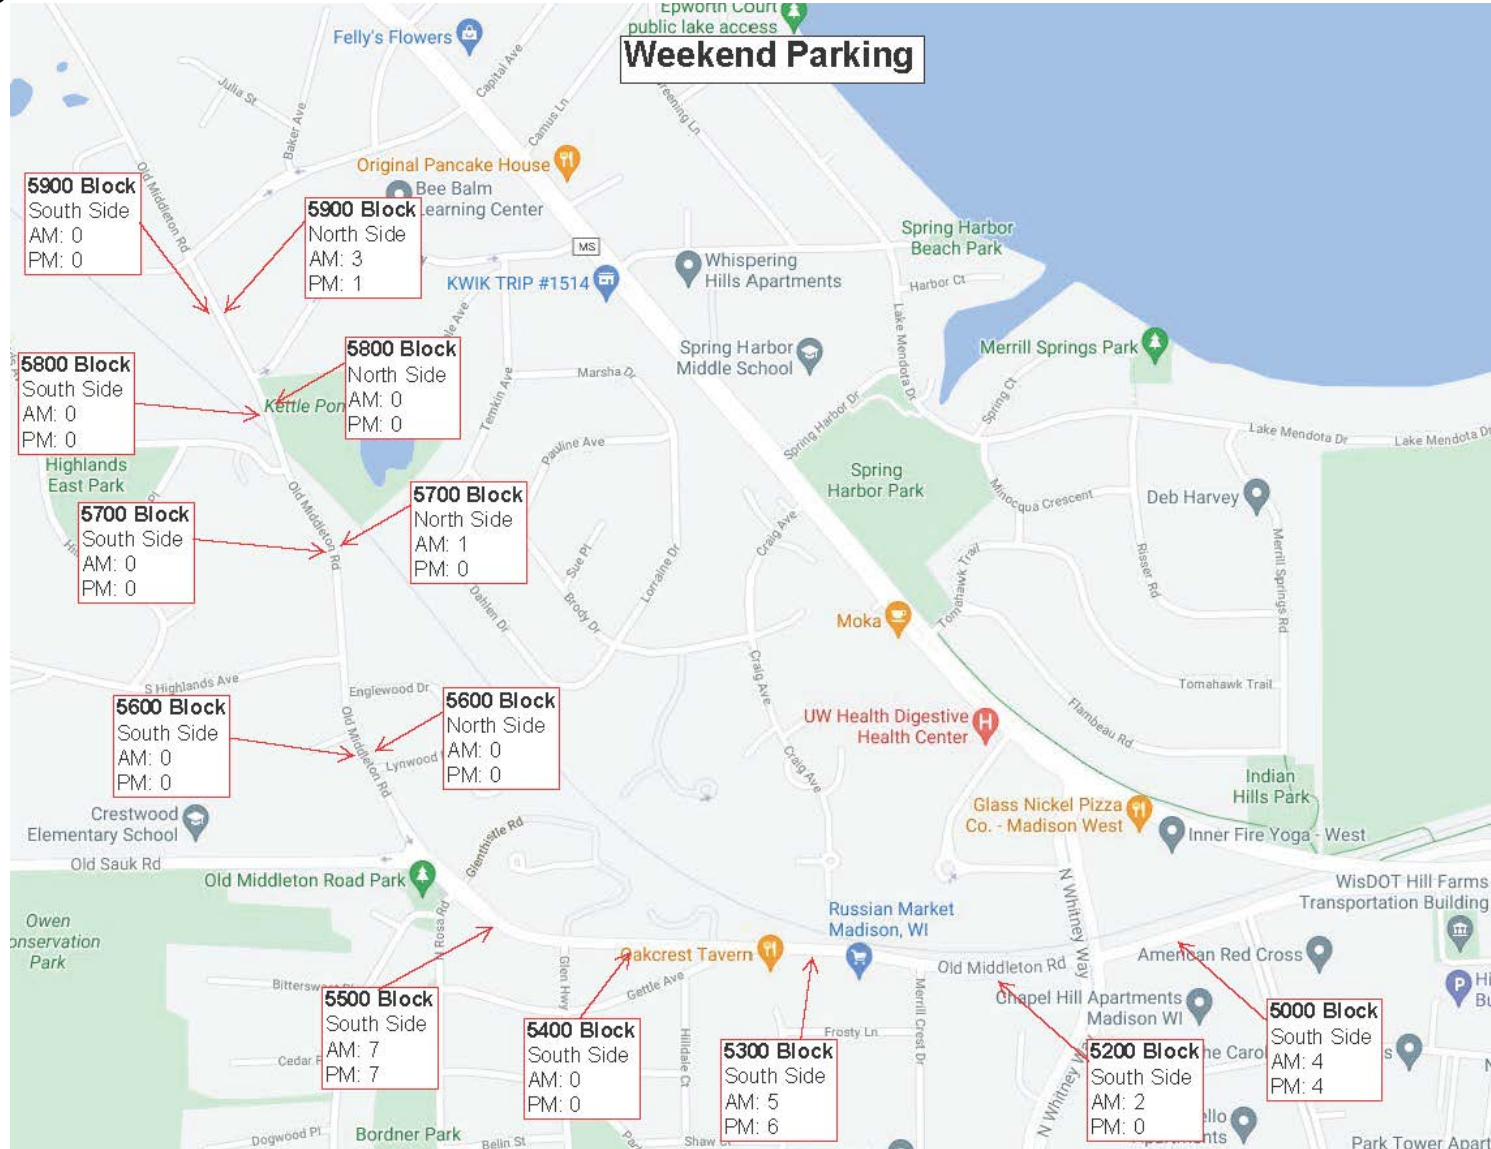 Epworth Court
public lake access
Weekend Parking
Felly's Flowers
Capital Ave
Julia St
Baker Ave
Camus Ln
Original Pancake House
Bee Balm
Learning Center
Old Middleton Rd
5900 Block
South Side
AM: 0
PM: 0
5900 Block
North Side
AM: 3
PM: 1
MS
KWIK TRIP #1514
Whispering
Hills Apartments
Spring Harbor
Beach Park
Harbor Ct
Lake Mendota Dr
Spring Harbor
Middle School
Merrill Springs Park
5800 Block
South Side
AM: 0
PM: 0
5800 Block
North Side
AM: 0
PM: 0
Kettle Pon
Marsha Dr
Temkin Ave
Pauline Ave
Spring Harbor Dr
Spring Ct
Lake Mendota Dr
Lake Mendota Dr
Highlands
East Park
Spring
Harbor Park
Minocqua Crescent
Deb Harvey
5700 Block
South Side
AM: 0
PM: 0
Old Middleton Rd
5700 Block
North Side
AM: 1
PM: 0
Craig Ave
Sue Pl
Lorraine Dr
Brody Dr
Dahlen Dr
Risser Rd
Merrill Springs Rd
Tomahawk Trail
Moka
Craig Ave
Tomahawk Trail
S Highlands Ave
Englewood Dr
5600 Block
South Side
AM: 0
PM: 0
Old Middleton Rd
Lynwood
5600 Block
North Side
AM: 0
PM: 0
UW Health Digestive
Health Center
Flambeau Rd
Craig Ave
Indian
Hills Park
Glass Nickel Pizza
Co. - Madison West
Inner Fire Yoga - West
Crestwood
Elementary School
Old Sauk Rd
Glenthistle Rd
Old Middleton Road Park
N Rosa Rd
Owen
onservation
Park
Russian Market
Madison, WI
N Whitney Way
WisDOT Hill Farms
Transportation Building
Oakcrest Tavern
Old Middleton Rd
American Red Cross
Glen Hwy
Gettle Ave
Chapel Hill Apartments
Madison WI
5500 Block
South Side
AM: 7
PM: 7
5400 Block
South Side
AM: 0
PM: 0
Hilldale Ct
Frosty Ln
Merrill Crest Dr
5300 Block
South Side
AM: 5
PM: 6
N Whitney Way
5200 Block
South Side
AM: 2
PM: 0
5000 Block
South Side
AM: 4
PM: 4
P
Cedar
Dogwood Pl
Bordner Park
Belin St
Shaw
Park Tower Apart